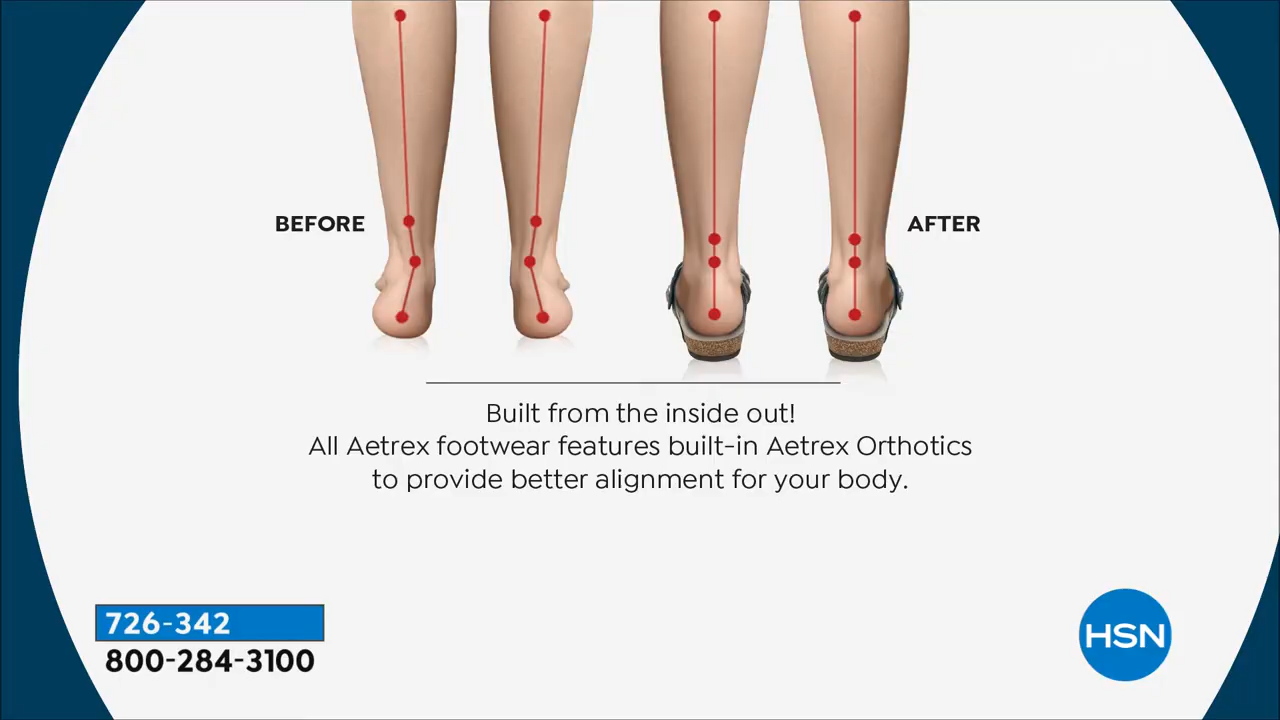 BEFORE
AFTER
Built from the inside out!
All Aetrex footwear features built-in Aetrex Orthotics
to provide better alignment for your body.
726-342
800-284-3100
HSN